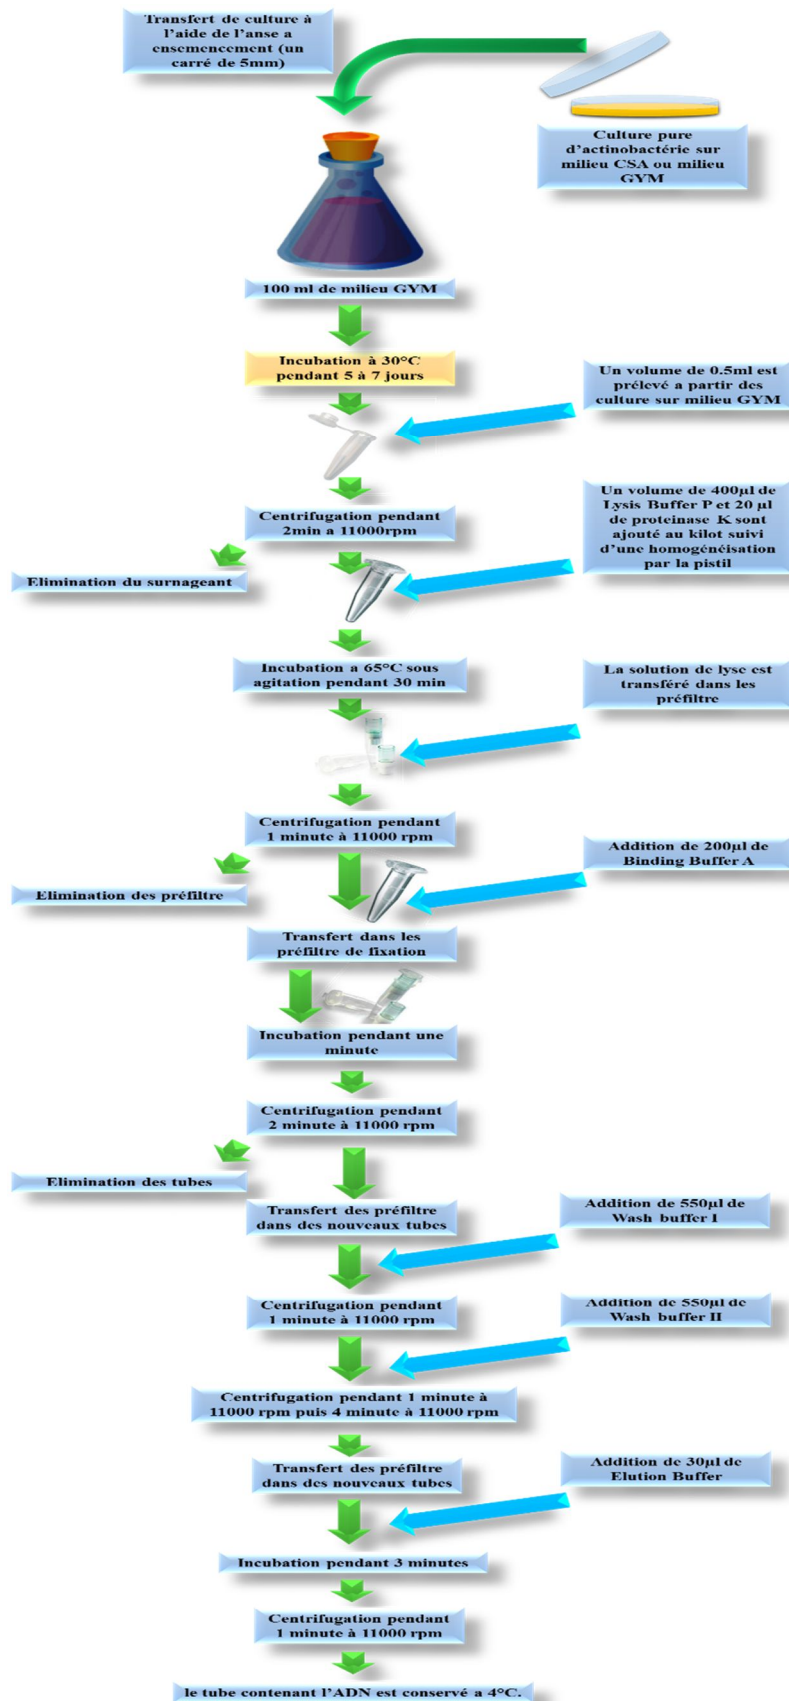 Transfert de culture à
l'aide de l'anse a
ensemencement (un
carré de 5mm)
Culture pure
d'actinobactérie sur
milieu CSA ou milieu
GYM
100 ml de milieu GYM
Incubation à 30°C
pendant 5 à 7 jours
Un volume de 0.5ml est
prélevé a partir des
culture sur milieu GYM
Centrifugation pendant
2min a 11000rpm
Un volume de 400µl de
Lysis Buffer P et 20 µl
de proteinase K sont
ajouté au kilot suivi
d'une homogénéisation
par la pistil
Elimination du surnageant
Incubation a 65°C sous
agitation pendant 30 min
La solution de lyse est
transféré dans les
préfiltre
Centrifugation pendant
1 minute à 11000 rpm
Addition de 200µl de
Binding Buffer A
Elimination des préfiltre
Transfert dans les
préfiltre de fixation
Incubation pendant une
minute
Centrifugation pendant
2 minute à 11000 rpm
Elimination des tubes
Transfert des préfiltre
dans des nouveaux tubes
Addition de 550µl de
Wash buffer I
Centrifugation pendant
1 minute à 11000 rpm
Addition de 550µl de
Wash buffer II
Centrifugation pendant 1 minute à
11000 rpm puis 4 minute à 11000 rpm
Transfert des préfiltre
dans des nouveaux tubes
Addition de 30µl de
Elution Buffer
Incubation pendant 3 minutes
Centrifugation pendant
1 minute à 11000 rpm
le tube contenant l'ADN est conservé a 4°C.